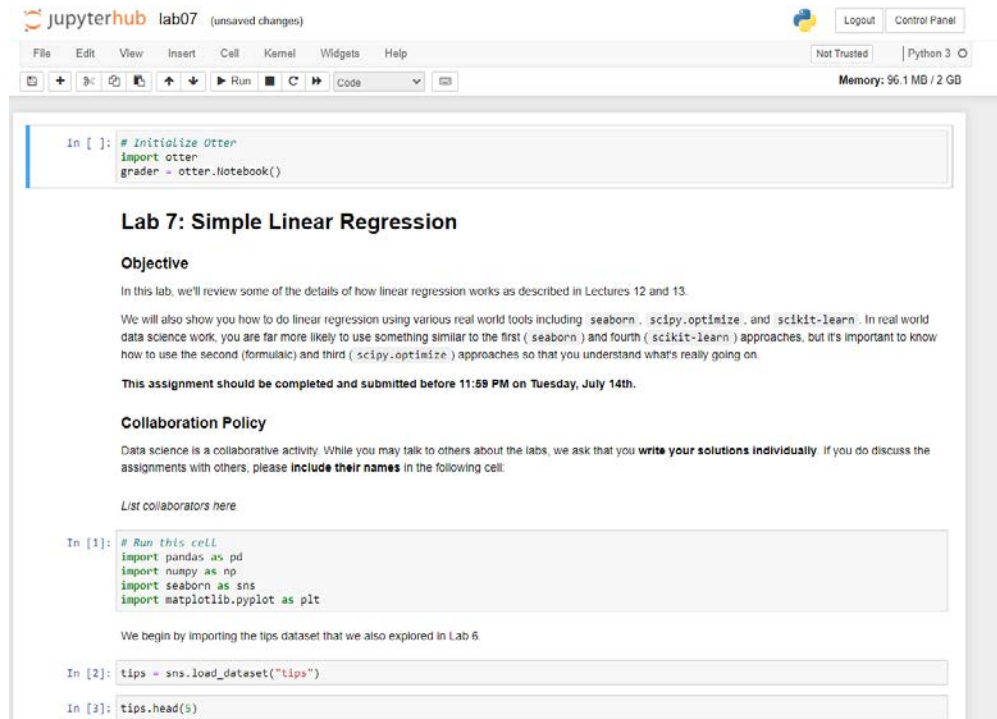 jupyterhub lab07 (unsaved changes) Logout Control Panel
File Edit View Insert Cell Kernel Widgets Help Not Trusted Python 3
Run Code Memory: 96.1 MB / 2 GB
In [ ]: # Initialize Otter
import otter
grader = otter.Notebook()
Lab 7: Simple Linear Regression
Objective
In this lab, we'll review some of the details of how linear regression works as described in Lectures 12 and 13.
We will also show you how to do linear regression using various real world tools including seaborn, scipy.optimize, and scikit-learn. In real world
data science work, you are far more likely to use something similar to the first (seaborn) and fourth (scikit-learn) approaches, but it's important to know
how to use the second (formulaic) and third (scipy.optimize) approaches so that you understand what's really going on.
This assignment should be completed and submitted before 11:59 PM on Tuesday, July 14th.
Collaboration Policy
Data science is a collaborative activity. While you may talk to others about the labs, we ask that you write your solutions individually. If you do discuss the
assignments with others, please include their names in the following cell:
List collaborators here
In [1]: # Run this cell
import pandas as pd
import numpy as np
import seaborn as sns
import matplotlib.pyplot as plt
We begin by importing the tips dataset that we also explored in Lab 6.
In [2]: tips = sns.load_dataset("tips")
In [3]: tips.head(5)